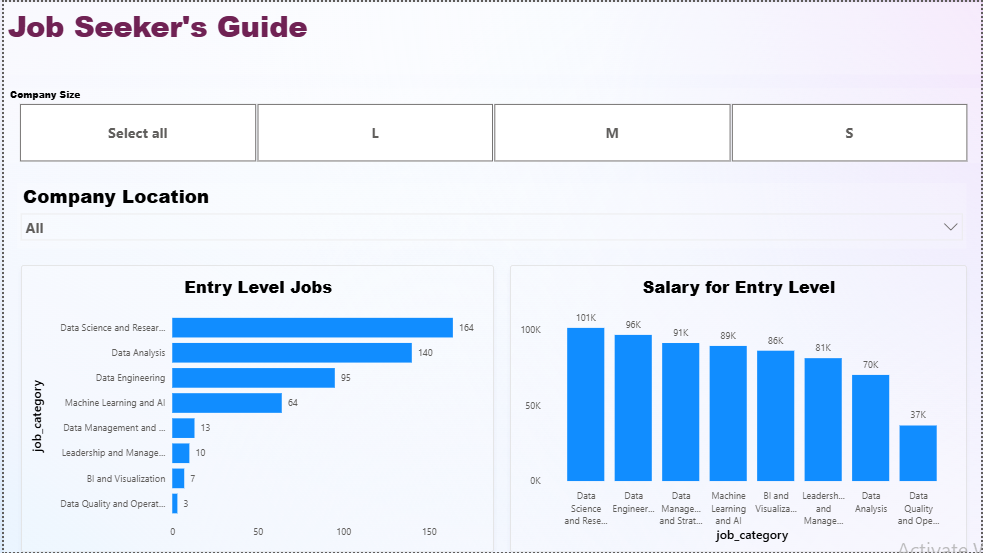 Job Seeker's Guide
Company Size
Select all
L
M
S
Company Location
All
Entry Level Jobs
job_category
Data Science and Resear... 164
Data Analysis 140
Data Engineering 95
Machine Learning and AI 64
Data Management and ... 13
Leadership and Manage... 10
BI and Visualization 7
Data Quality and Operat... 3
0 50 100 150
Salary for Entry Level
100K
50K
0K
101K
96K
91K
89K
86K
81K
70K
37K
Data
Science
and Rese...
Data
Engineer...
Data
Manage...
and Strat...
Machine
Learning
and AI
BI and
Visualiza...
Leadersh...
and
Manage...
Data
Analysis
Data
Quality
and Ope...
job_category
Activate